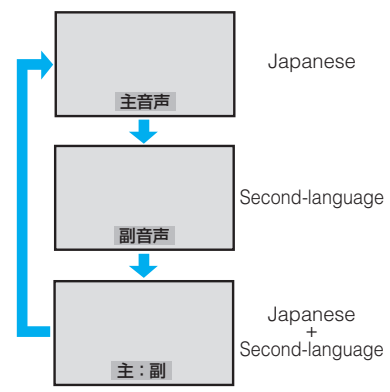 主音声
Japanese
副音声
Second-language
主：副
Japanese
+
Second-language